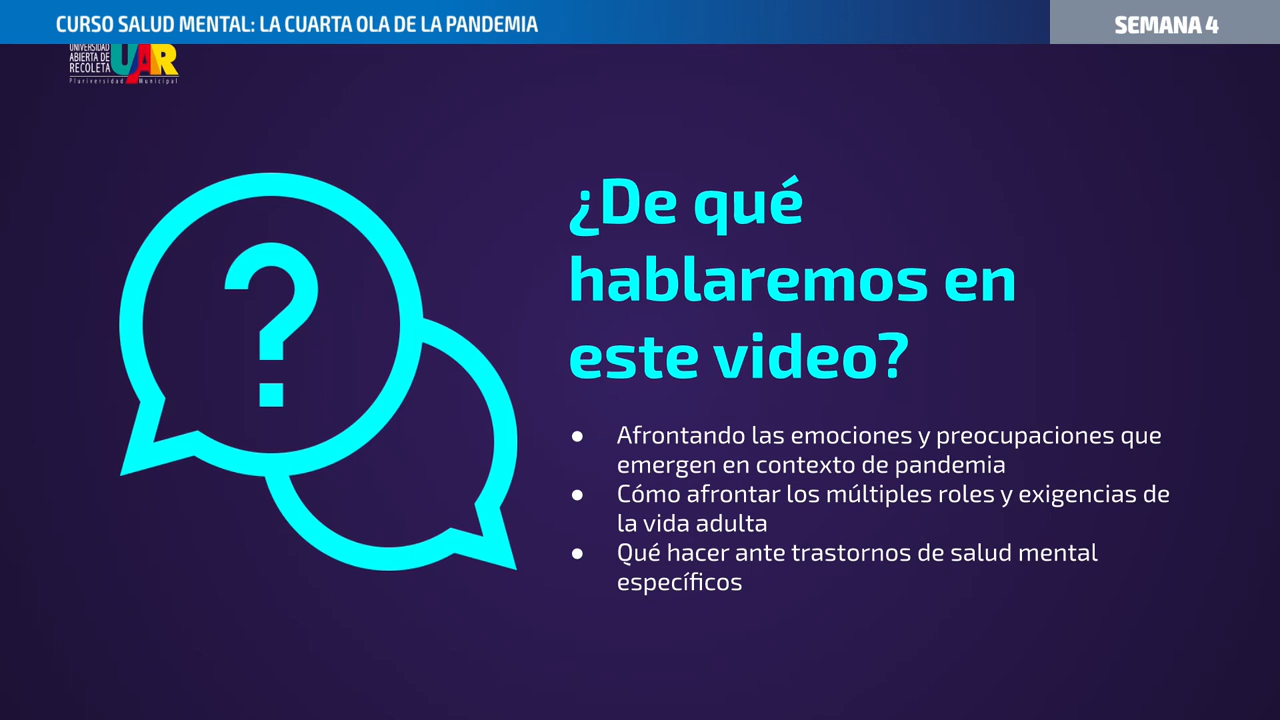 CURSO SALUD MENTAL: LA CUARTA OLA DE LA PANDEMIA
SEMANA 4
UNIVERSIDAD
ABIERTA DE
RECOLETA
UAR
Pluriversidad Municipal
?
¿De qué
hablaremos en
este video?
● Afrontando las emociones y preocupaciones que
emergen en contexto de pandemia
● Cómo afrontar los múltiples roles y exigencias de
la vida adulta
● Qué hacer ante trastornos de salud mental
específicos